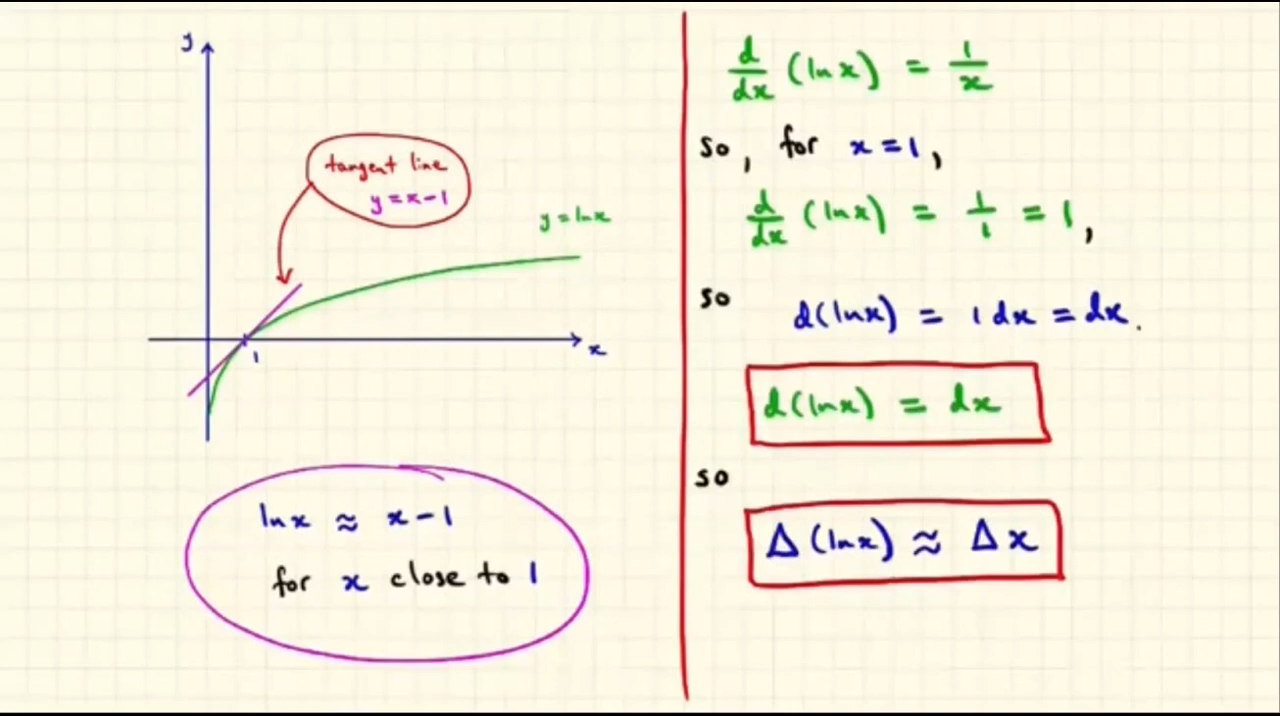 y
tangent line
y = x - 1
y = ln x
x
1
ln x ≈ x - 1
for x close to 1
d/dx (ln x) = 1/x
so, for x = 1,
d/dx (ln x) = 1/1 = 1,
so d(ln x) = 1 dx = dx.
d(ln x) = dx
so
Δ(ln x) ≈ Δx